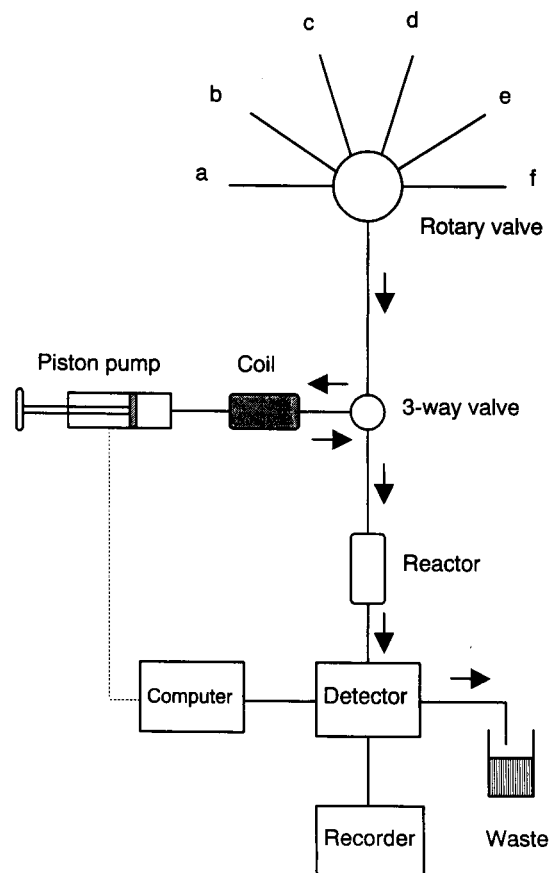 c
d
b
e
a
f
Rotary valve
Piston pump
Coil
3-way valve
Reactor
Computer
Detector
Recorder
Waste